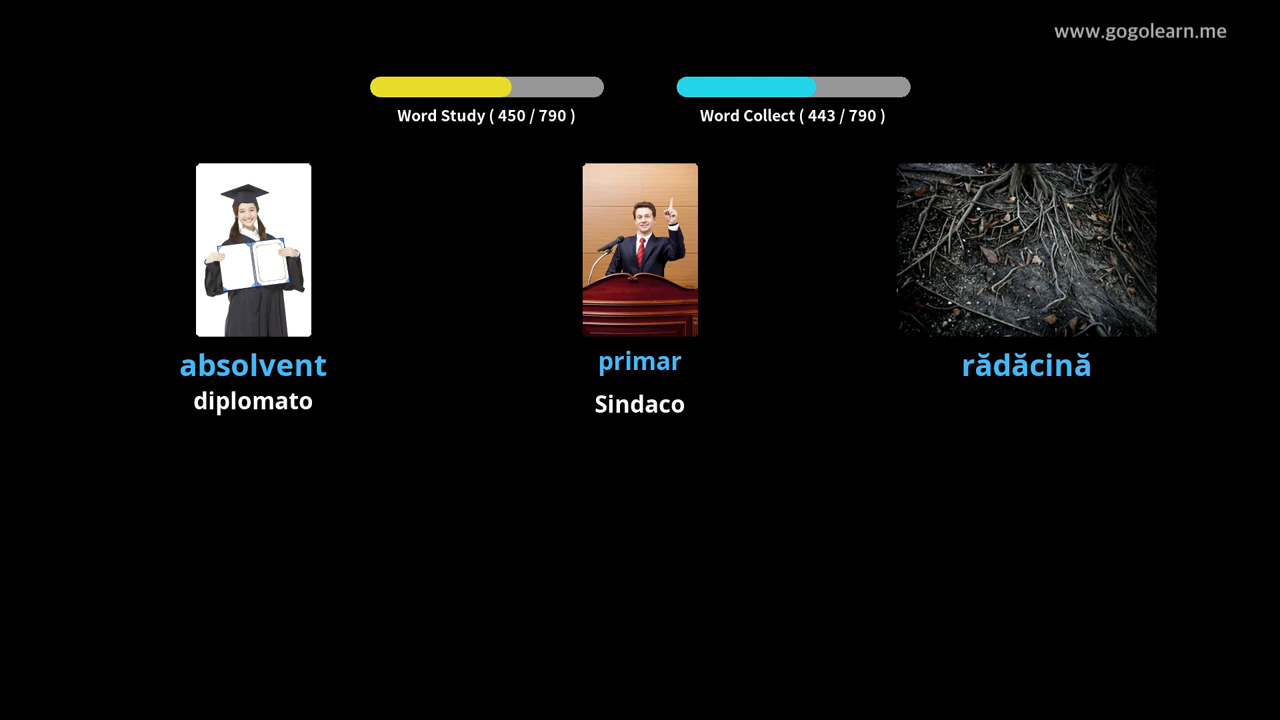 www.gogolearn.me
Word Study ( 450 / 790 )
Word Collect ( 443 / 790 )
absolvent
diplomato
primar
Sindaco
rădăcină